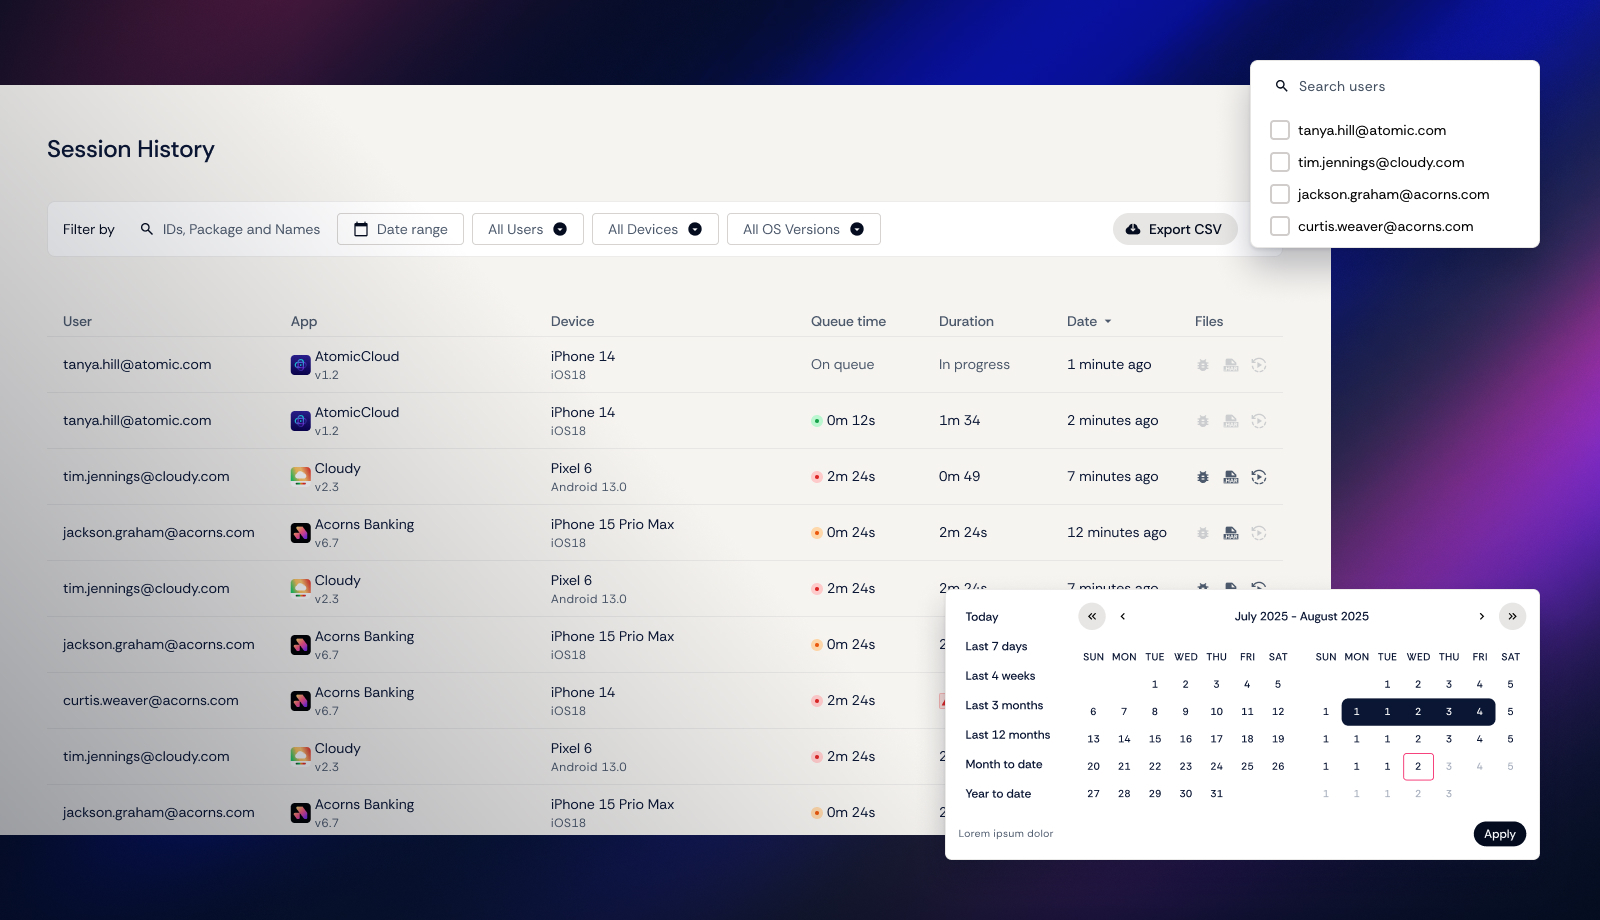 Search users
tanya.hill@atomic.com
tim.jennings@cloudy.com
jackson.graham@acorns.com
curtis.weaver@acorns.com
Session History
Filter by IDs, Package and Names Date range All Users All Devices All OS Versions Export CSV
User App Device Queue time Duration Date Files
tanya.hill@atomic.com AtomicCloud v1.2 iPhone 14 iOS18 On queue In progress 1 minute ago
tanya.hill@atomic.com AtomicCloud v1.2 iPhone 14 iOS18 0m 12s 1m 34 2 minutes ago
tim.jennings@cloudy.com Cloudy v2.3 Pixel 6 Android 13.0 2m 24s 0m 49 7 minutes ago
jackson.graham@acorns.com Acorns Banking v6.7 iPhone 15 Prio Max iOS18 0m 24s 2m 24s 12 minutes ago
tim.jennings@cloudy.com Cloudy v2.3 Pixel 6 Android 13.0 2m 24s 2m 24s 7 minutes ago
jackson.graham@acorns.com Acorns Banking v6.7 iPhone 15 Prio Max iOS18 0m 24s
curtis.weaver@acorns.com Acorns Banking v6.7 iPhone 14 iOS18 2m 24s
tim.jennings@cloudy.com Cloudy v2.3 Pixel 6 Android 13.0 2m 24s
jackson.graham@acorns.com Acorns Banking v6.7 iPhone 15 Prio Max iOS18 0m 24s
Today
Last 7 days
Last 4 weeks
Last 3 months
Last 12 months
Month to date
Year to date
Lorem ipsum dolor
« ‹ July 2025 - August 2025 › »
SUN MON TUE WED THU FRI SAT
1 2 3 4 5
6 7 8 9 10 11 12
13 14 15 16 17 18 19
20 21 22 23 24 25 26
27 28 29 30 31
SUN MON TUE WED THU FRI SAT
1 2 3 4 5
1 1 1 2 3 4 5
1 1 1 2 3 4 5
1 1 1 2 3 4 5
1 1 1 2 3
Apply